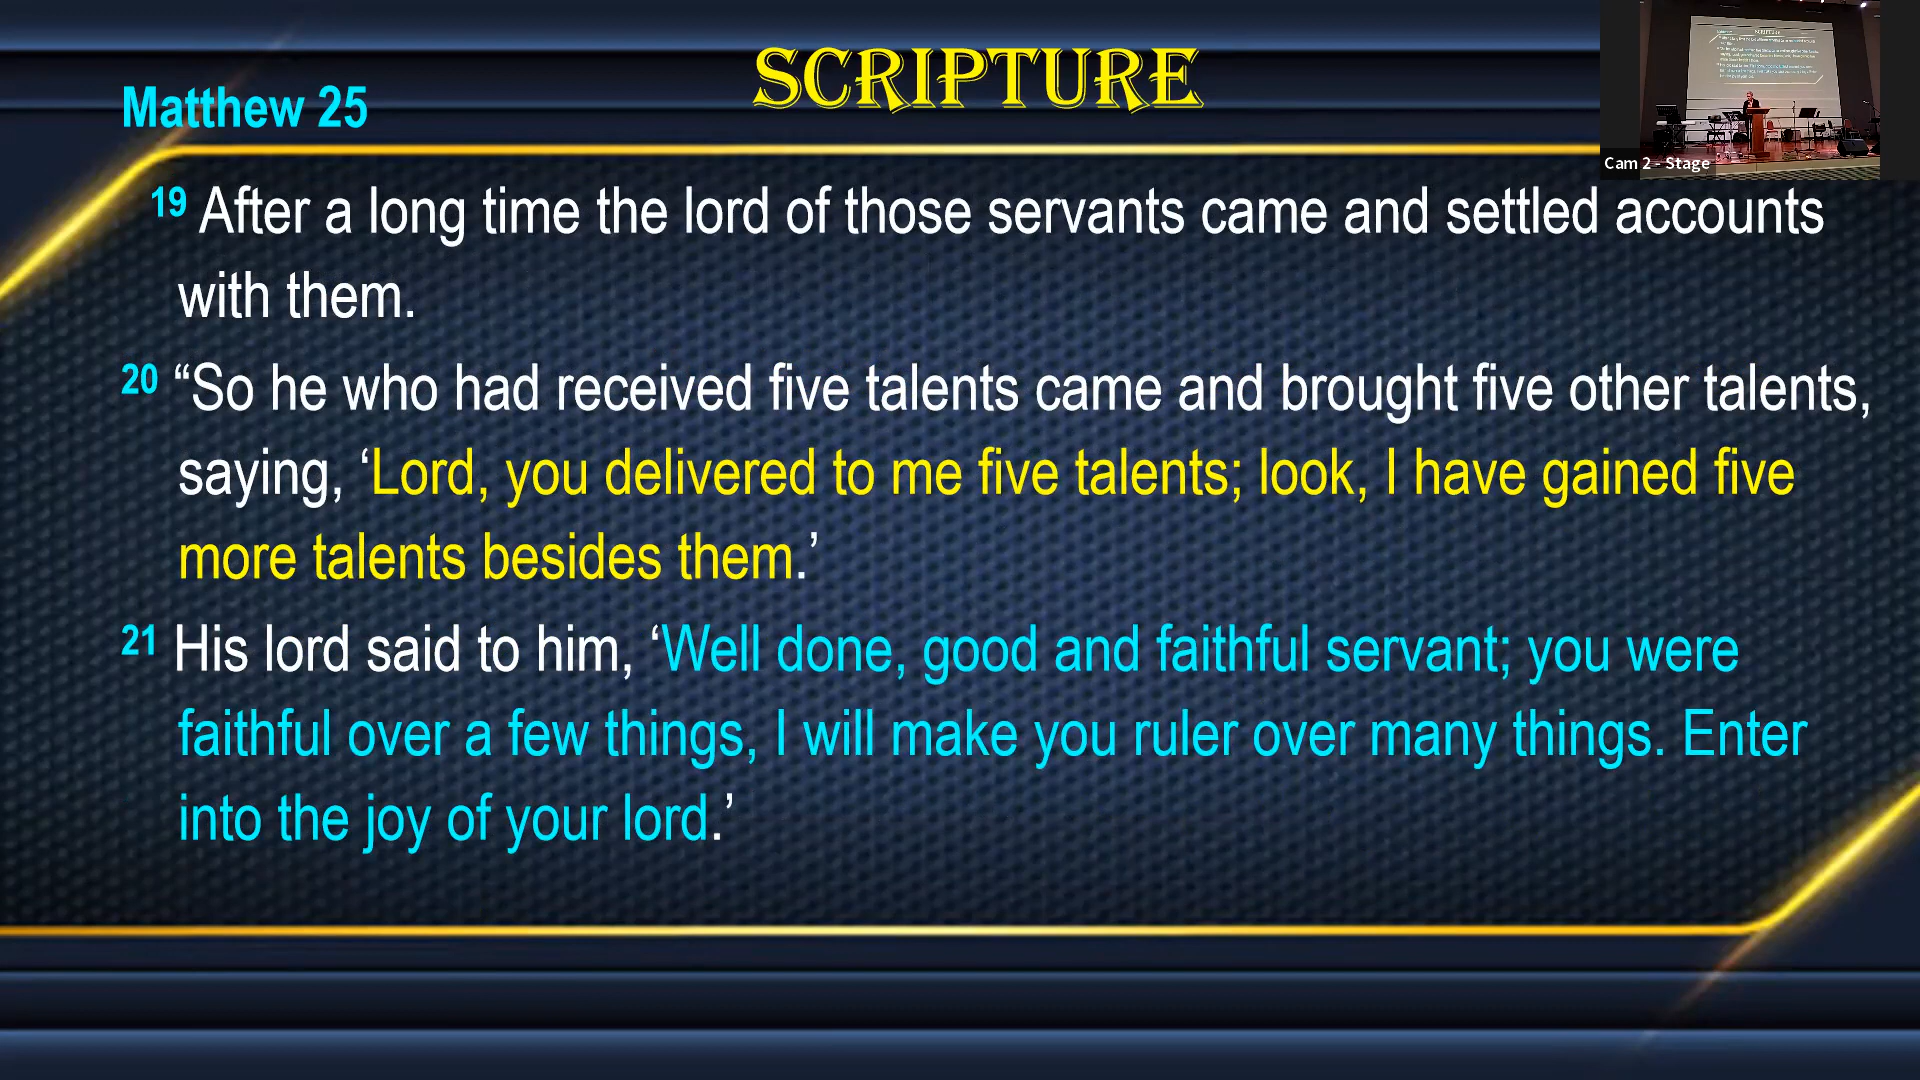 SCRIPTURE
Matthew 25
19 After a long time the lord of those servants came and settled accounts
with them.
20 “So he who had received five talents came and brought five other talents,
saying, ‘Lord, you delivered to me five talents; look, I have gained five
more talents besides them.’
21 His lord said to him, ‘Well done, good and faithful servant; you were
faithful over a few things, I will make you ruler over many things. Enter
into the joy of your lord.’
Cam 2 - Stage
SCRIPTURE